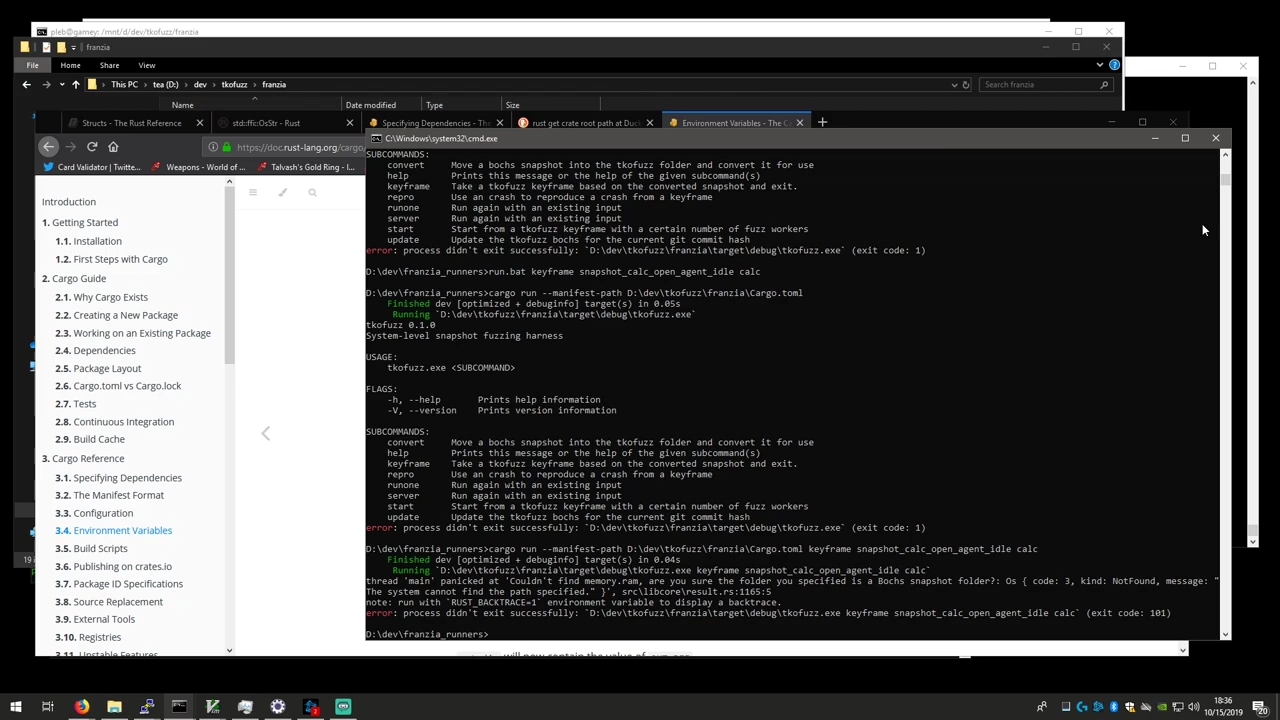 pleb@gamey: /mnt/d/dev/tkofuzz/franzia
franzia
File
Home
Share
View
This PC
tea (D:)
dev
tkofuzz
franzia
Search franzia
Name
Date modified
Type
Size
Structs - The Rust Reference
std::ffi::OsStr - Rust
Specifying Dependencies - The
rust get crate root path at Duck
Environment Variables - The Ca
https://doc.rust-lang.org/cargo
Card Validator | Twitte...
Weapons - World of ...
Talvash's Gold Ring - I...
Introduction
1. Getting Started
1.1. Installation
1.2. First Steps with Cargo
2. Cargo Guide
2.1. Why Cargo Exists
2.2. Creating a New Package
2.3. Working on an Existing Package
2.4. Dependencies
2.5. Package Layout
2.6. Cargo.toml vs Cargo.lock
2.7. Tests
2.8. Continuous Integration
2.9. Build Cache
3. Cargo Reference
3.1. Specifying Dependencies
3.2. The Manifest Format
3.3. Configuration
3.4. Environment Variables
3.5. Build Scripts
3.6. Publishing on crates.io
3.7. Package ID Specifications
3.8. Source Replacement
3.9. External Tools
3.10. Registries
3.11. Unstable Features
C:\Windows\system32\cmd.exe
SUBCOMMANDS:
convert Move a bochs snapshot into the tkofuzz folder and convert it for use
help Prints this message or the help of the given subcommand(s)
keyframe Take a tkofuzz keyframe based on the converted snapshot and exit.
repro Use an crash to reproduce a crash from a keyframe
runone Run again with an existing input
server Run again with an existing input
start Start from a tkofuzz keyframe with a certain number of fuzz workers
update Update the tkofuzz bochs for the current git commit hash
error: process didn't exit successfully: `D:\dev\tkofuzz\franzia\target\debug\tkofuzz.exe` (exit code: 1)
D:\dev\franzia_runners>run.bat keyframe snapshot_calc_open_agent_idle calc
D:\dev\franzia_runners>cargo run --manifest-path D:\dev\tkofuzz\franzia\Cargo.toml
Finished dev [optimized + debuginfo] target(s) in 0.05s
Running `D:\dev\tkofuzz\franzia\target\debug\tkofuzz.exe`
tkofuzz 0.1.0
System-level snapshot fuzzing harness
USAGE:
tkofuzz.exe <SUBCOMMAND>
FLAGS:
-h, --help Prints help information
-V, --version Prints version information
SUBCOMMANDS:
convert Move a bochs snapshot into the tkofuzz folder and convert it for use
help Prints this message or the help of the given subcommand(s)
keyframe Take a tkofuzz keyframe based on the converted snapshot and exit.
repro Use an crash to reproduce a crash from a keyframe
runone Run again with an existing input
server Run again with an existing input
start Start from a tkofuzz keyframe with a certain number of fuzz workers
update Update the tkofuzz bochs for the current git commit hash
error: process didn't exit successfully: `D:\dev\tkofuzz\franzia\target\debug\tkofuzz.exe` (exit code: 1)
D:\dev\franzia_runners>cargo run --manifest-path D:\dev\tkofuzz\franzia\Cargo.toml keyframe snapshot_calc_open_agent_idle calc
Finished dev [optimized + debuginfo] target(s) in 0.04s
Running `D:\dev\tkofuzz\franzia\target\debug\tkofuzz.exe keyframe snapshot_calc_open_agent_idle calc`
thread 'main' panicked at 'Couldn't find memory.ram, are you sure the folder you specified is a Bochs snapshot folder?: Os { code: 3, kind: NotFound, message: "
The system cannot find the path specified." }', src\libcore\result.rs:1165:5
note: run with `RUST_BACKTRACE=1` environment variable to display a backtrace.
error: process didn't exit successfully: `D:\dev\tkofuzz\franzia\target\debug\tkofuzz.exe keyframe snapshot_calc_open_agent_idle calc` (exit code: 101)
D:\dev\franzia_runners>
will now contain the value of
18:36
10/15/2019
20